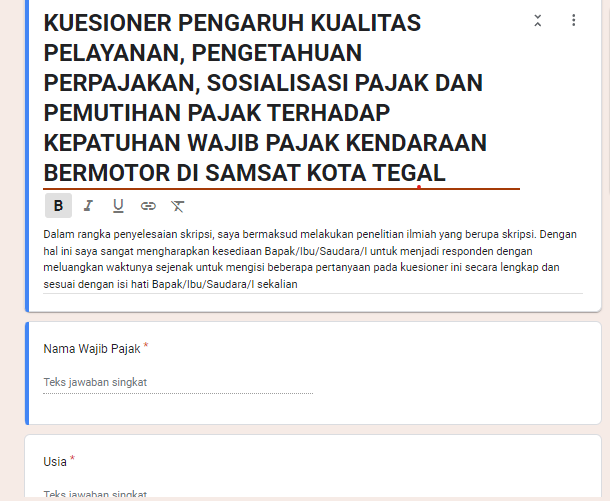 KUESIONER PENGARUH KUALITAS
PELAYANAN, PENGETAHUAN
PERPAJAKAN, SOSIALISASI PAJAK DAN
PEMUTIHAN PAJAK TERHADAP
KEPATUHAN WAJIB PAJAK KENDARAAN
BERMOTOR DI SAMSAT KOTA TEGAL
B I U
Dalam rangka penyelesaian skripsi, saya bermaksud melakukan penelitian ilmiah yang berupa skripsi. Dengan
hal ini saya sangat mengharapkan kesediaan Bapak/Ibu/Saudara/I untuk menjadi responden dengan
meluangkan waktunya sejenak untuk mengisi beberapa pertanyaan pada kuesioner ini secara lengkap dan
sesuai dengan isi hati Bapak/Ibu/Saudara/I sekalian
Nama Wajib Pajak *
Teks jawaban singkat
Usia *
Teks jawaban singkat